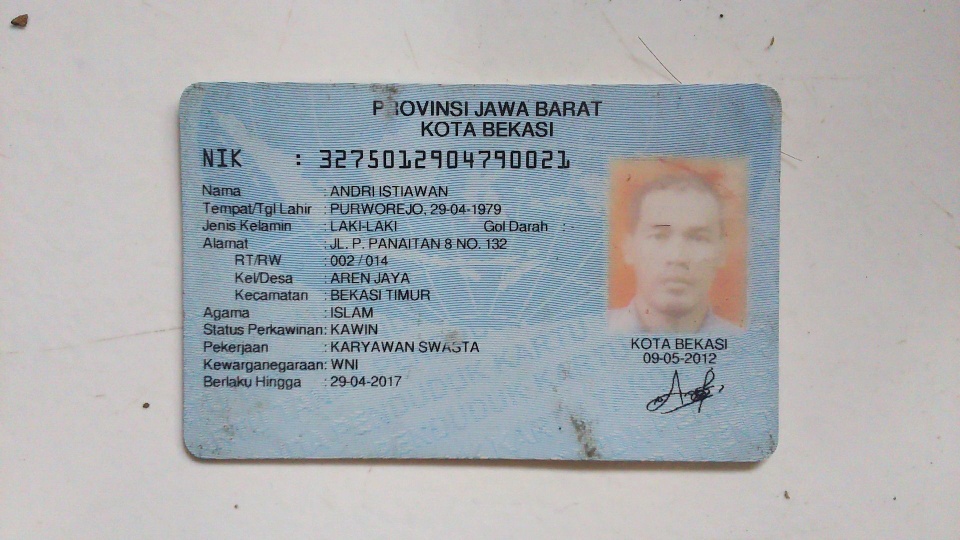 PROVINSI JAWA BARAT
KOTA BEKASI
NIK : 3275012904790021
Nama : ANDRI ISTIAWAN
Tempat/Tgl Lahir : PURWOREJO, 29-04-1979
Jenis Kelamin : LAKI-LAKI Gol Darah : -
Alamat : JL. P. PANAITAN 8 NO. 132
RT/RW : 002 / 014
Kel/Desa : AREN JAYA
Kecamatan : BEKASI TIMUR
Agama : ISLAM
Status Perkawinan: KAWIN
Pekerjaan : KARYAWAN SWASTA
Kewarganegaraan: WNI
Berlaku Hingga : 29-04-2017
KOTA BEKASI
09-05-2012